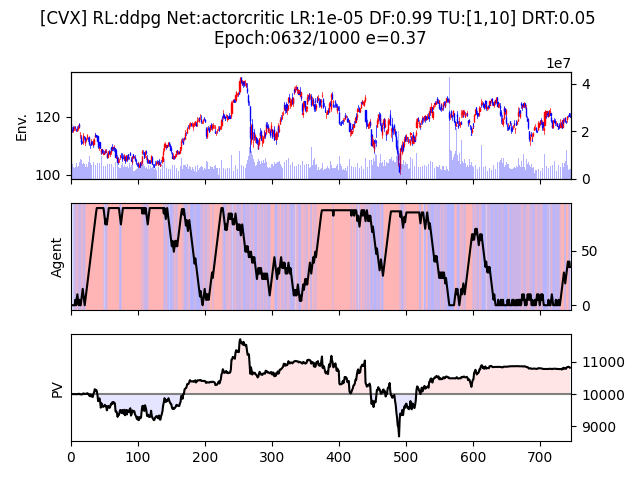 [CVX] RL:ddpg Net:actorcritic LR:1e-05 DF:0.99 TU:[1,10] DRT:0.05
Epoch:0632/1000 e=0.37
1e7
Env.
120
100
4
2
0
Agent
50
0
PV
11000
10000
9000
0 100 200 300 400 500 600 700